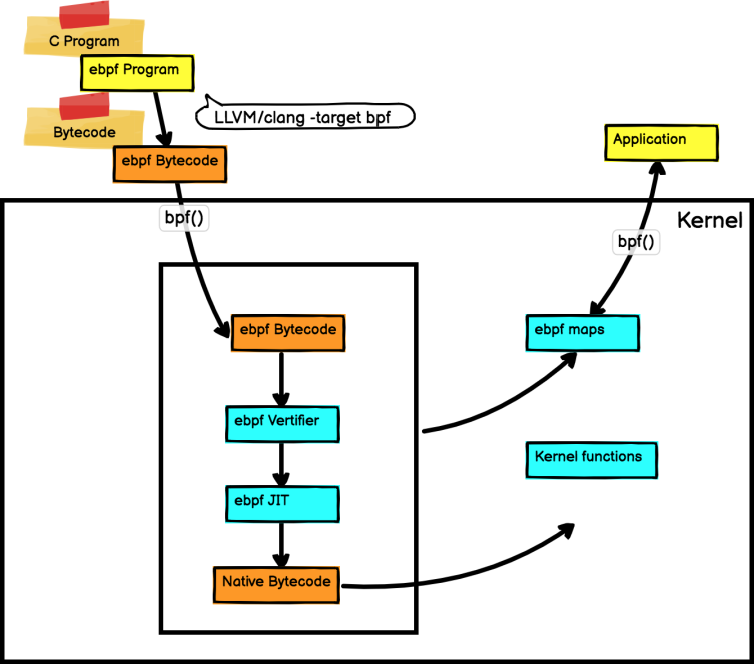 C Program
ebpf Program
LLVM/clang -target bpf
Bytecode
ebpf Bytecode
Application
bpf()
Kernel
bpf()
ebpf Bytecode
ebpf maps
ebpf Vertifier
Kernel functions
ebpf JIT
Native Bytecode